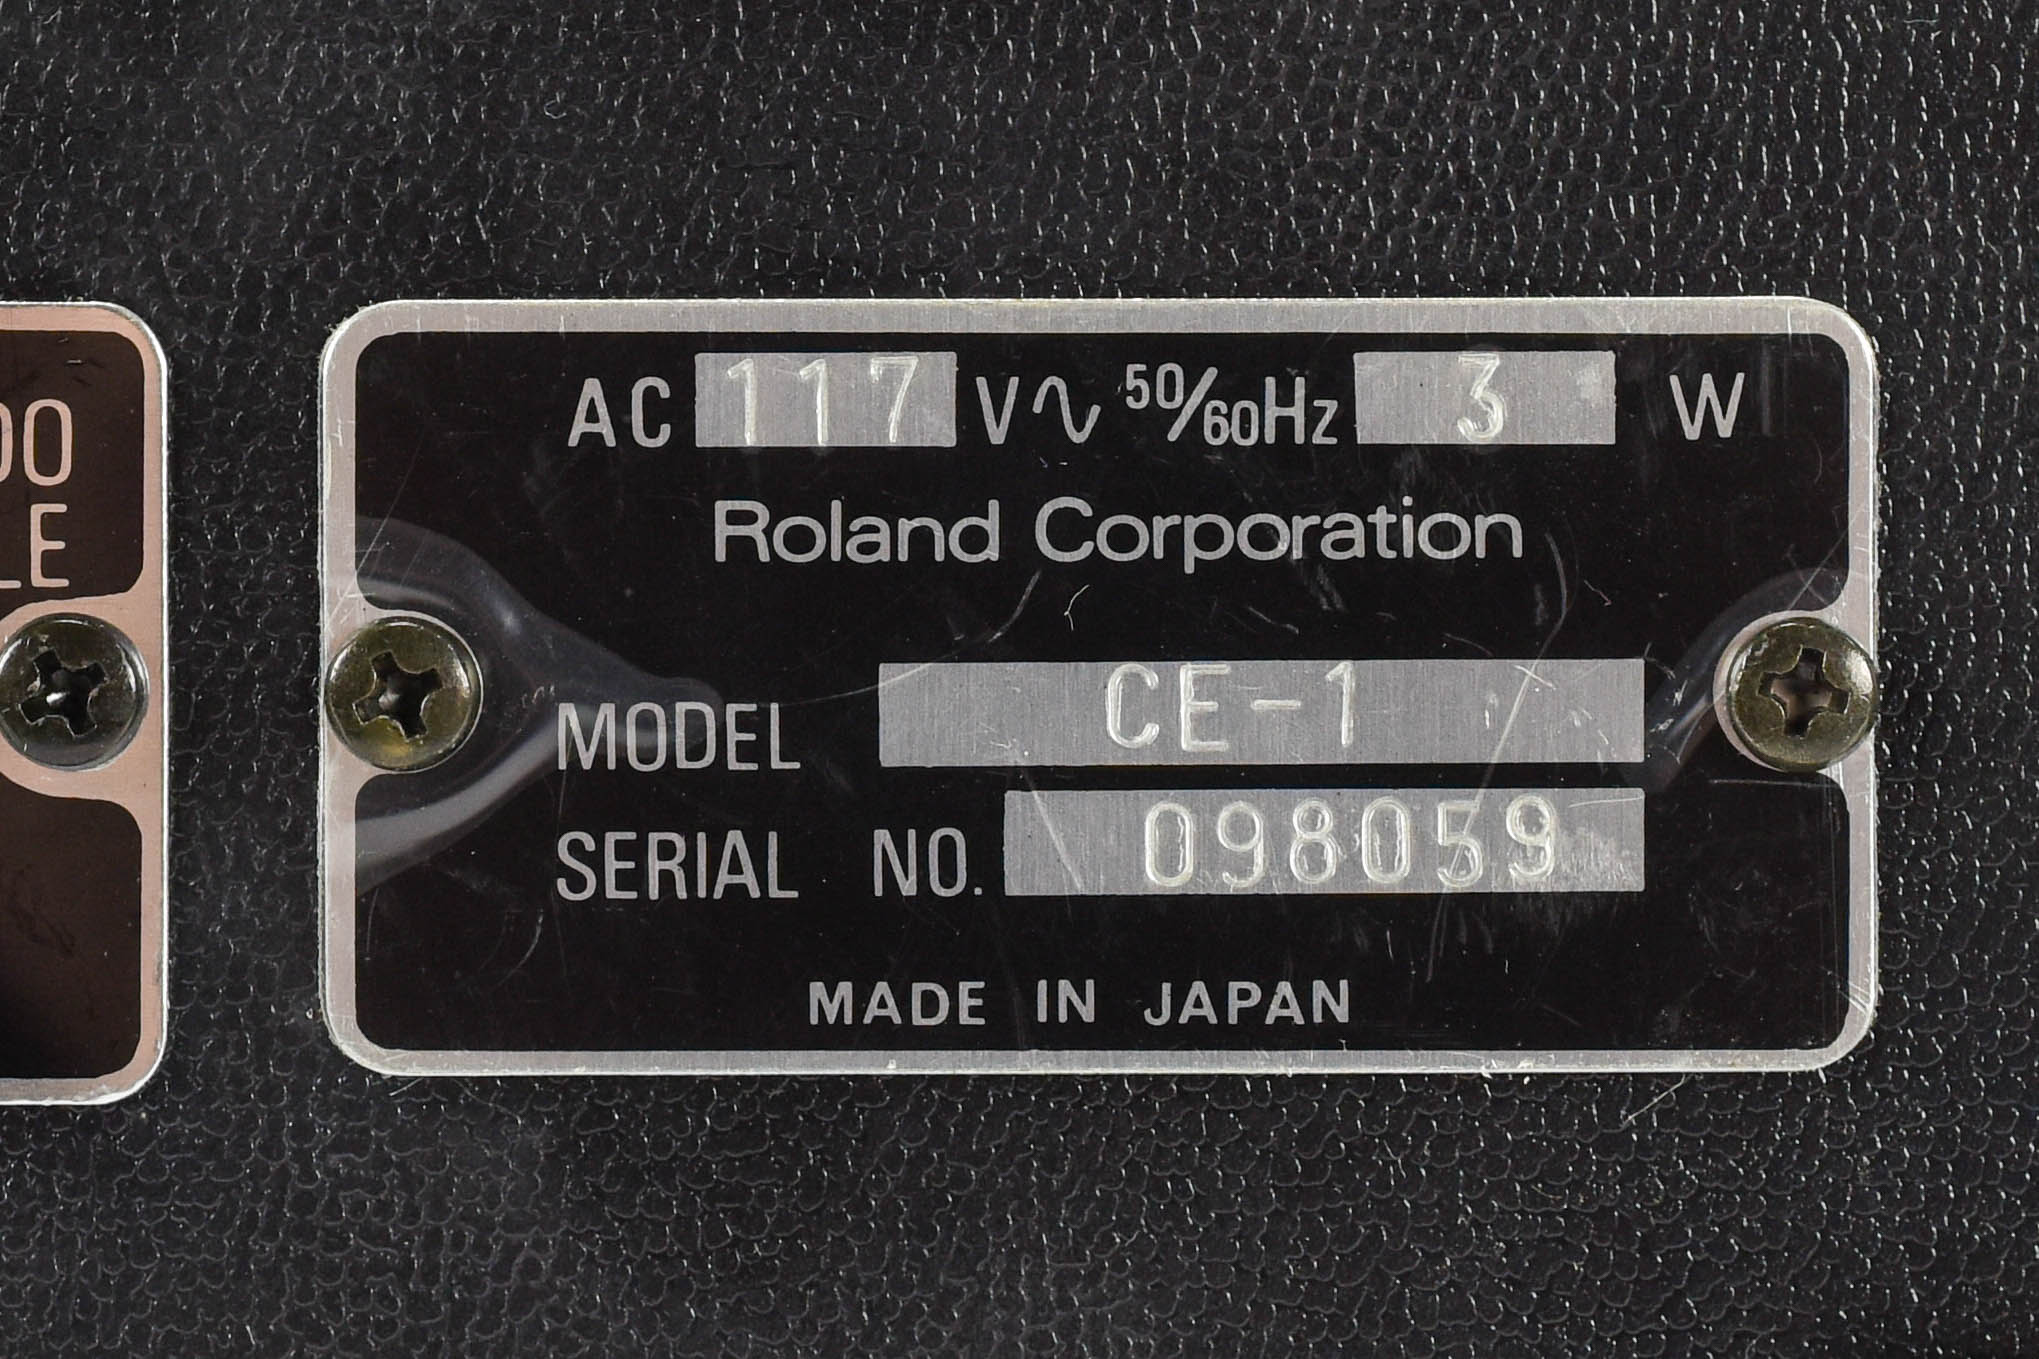 AC 117 V∿ 50/60Hz 3 W
Roland Corporation
MODEL CE-1
SERIAL NO. 098059
MADE IN JAPAN